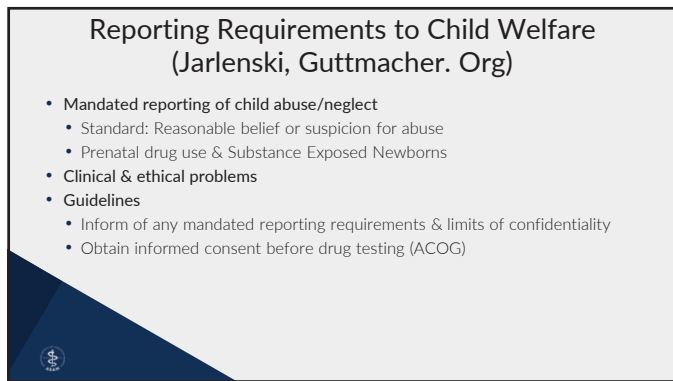 Reporting Requirements to Child Welfare
(Jarlenski, Guttmacher. Org)
• Mandated reporting of child abuse/neglect
• Standard: Reasonable belief or suspicion for abuse
• Prenatal drug use & Substance Exposed Newborns
• Clinical & ethical problems
• Guidelines
• Inform of any mandated reporting requirements & limits of confidentiality
• Obtain informed consent before drug testing (ACOG)